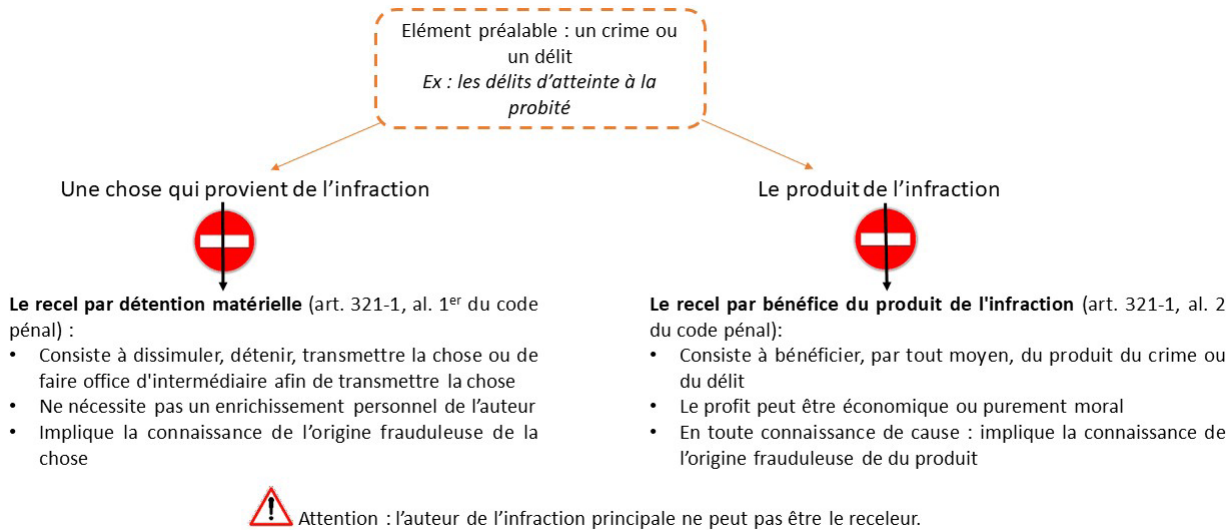 Elément préalable : un crime ou
un délit
Ex : les délits d’atteinte à la
probité
Une chose qui provient de l’infraction
Le produit de l’infraction
Le recel par détention matérielle (art. 321-1, al. 1er du code
pénal) :
• Consiste à dissimuler, détenir, transmettre la chose ou de
faire office d'intermédiaire afin de transmettre la chose
• Ne nécessite pas un enrichissement personnel de l’auteur
• Implique la connaissance de l’origine frauduleuse de la
chose
Le recel par bénéfice du produit de l'infraction (art. 321-1, al. 2
du code pénal):
• Consiste à bénéficier, par tout moyen, du produit du crime ou
du délit
• Le profit peut être économique ou purement moral
• En toute connaissance de cause : implique la connaissance de
l’origine frauduleuse de du produit
Attention : l’auteur de l’infraction principale ne peut pas être le receleur.